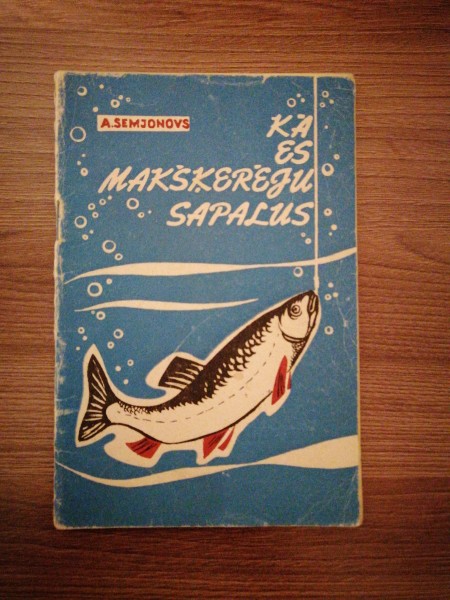 A.SEMJONOVS
KĀ
ES
MAKŠĶERĒJU
SAPALUS